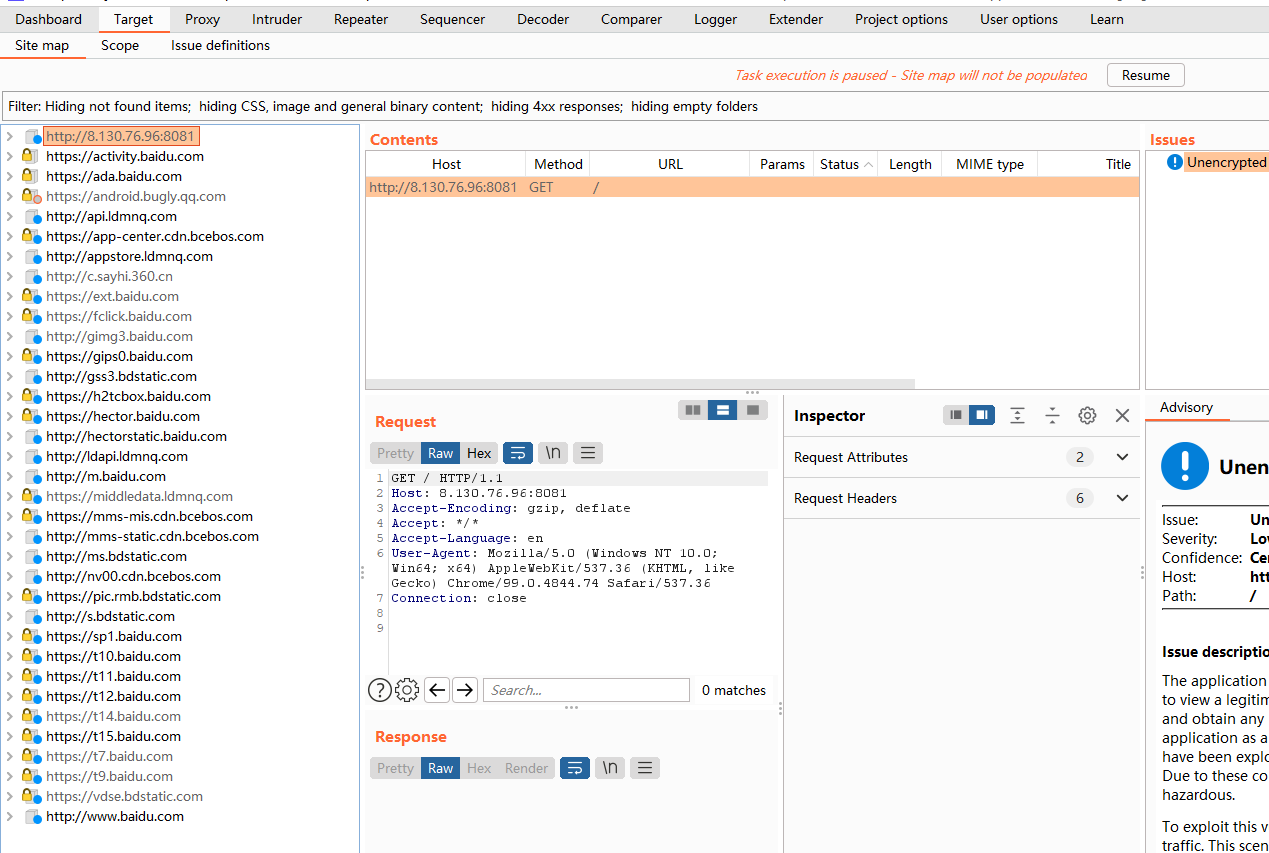 Dashboard Target Proxy Intruder Repeater Sequencer Decoder Comparer Logger Extender Project options User options Learn
Site map Scope Issue definitions
Task execution is paused - Site map will not be populated Resume
Filter: Hiding not found items; hiding CSS, image and general binary content; hiding 4xx responses; hiding empty folders
http://8.130.76.96:8081
https://activity.baidu.com
https://ada.baidu.com
https://android.bugly.qq.com
http://api.ldmnq.com
https://app-center.cdn.bcebos.com
http://appstore.ldmnq.com
http://c.sayhi.360.cn
https://ext.baidu.com
https://fclick.baidu.com
http://gimg3.baidu.com
https://gips0.baidu.com
http://gss3.bdstatic.com
https://h2tcbox.baidu.com
https://hector.baidu.com
http://hectorstatic.baidu.com
http://ldapi.ldmnq.com
http://m.baidu.com
https://middledata.ldmnq.com
https://mms-mis.cdn.bcebos.com
http://mms-static.cdn.bcebos.com
http://ms.bdstatic.com
http://nv00.cdn.bcebos.com
https://pic.rmb.bdstatic.com
http://s.bdstatic.com
https://sp1.baidu.com
https://t10.baidu.com
https://t11.baidu.com
https://t12.baidu.com
https://t14.baidu.com
https://t15.baidu.com
https://t7.baidu.com
https://t9.baidu.com
https://vdse.bdstatic.com
http://www.baidu.com
Contents
Host Method URL Params Status Length MIME type Title
http://8.130.76.96:8081 GET /
Request
Pretty Raw Hex \n
1 GET / HTTP/1.1
2 Host: 8.130.76.96:8081
3 Accept-Encoding: gzip, deflate
4 Accept: */*
5 Accept-Language: en
6 User-Agent: Mozilla/5.0 (Windows NT 10.0;
Win64; x64) AppleWebKit/537.36 (KHTML, like
Gecko) Chrome/99.0.4844.74 Safari/537.36
7 Connection: close
8
9
Search... 0 matches
Response
Pretty Raw Hex Render \n
Inspector
Request Attributes 2
Request Headers 6
Issues
Unencrypted
Advisory
Unen
Issue: Un
Severity: Lov
Confidence: Cer
Host: htt
Path: /
Issue descriptio
The application
to view a legitim
and obtain any
application as a
have been explo
Due to these co
hazardous.
To exploit this v
traffic. This scen